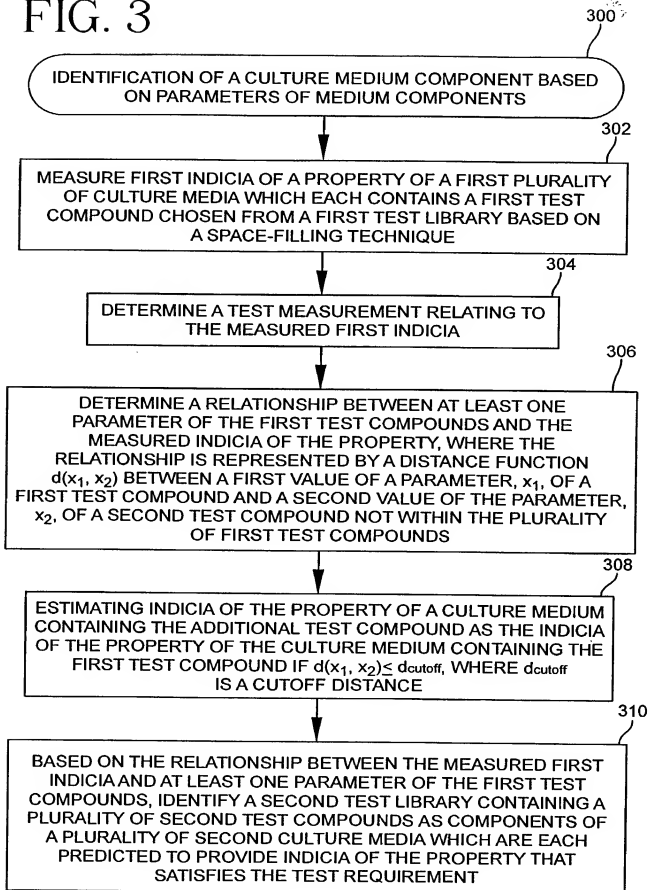 FIG. 3
300
IDENTIFICATION OF A CULTURE MEDIUM COMPONENT BASED
ON PARAMETERS OF MEDIUM COMPONENTS
302
MEASURE FIRST INDICIA OF A PROPERTY OF A FIRST PLURALITY
OF CULTURE MEDIA WHICH EACH CONTAINS A FIRST TEST
COMPOUND CHOSEN FROM A FIRST TEST LIBRARY BASED ON
A SPACE-FILLING TECHNIQUE
304
DETERMINE A TEST MEASUREMENT RELATING TO
THE MEASURED FIRST INDICIA
306
DETERMINE A RELATIONSHIP BETWEEN AT LEAST ONE
PARAMETER OF THE FIRST TEST COMPOUNDS AND THE
MEASURED INDICIA OF THE PROPERTY, WHERE THE
RELATIONSHIP IS REPRESENTED BY A DISTANCE FUNCTION
d(x₁, x₂) BETWEEN A FIRST VALUE OF A PARAMETER, x₁, OF A
FIRST TEST COMPOUND AND A SECOND VALUE OF THE PARAMETER,
x₂, OF A SECOND TEST COMPOUND NOT WITHIN THE PLURALITY
OF FIRST TEST COMPOUNDS
308
ESTIMATING INDICIA OF THE PROPERTY OF A CULTURE MEDIUM
CONTAINING THE ADDITIONAL TEST COMPOUND AS THE INDICIA
OF THE PROPERTY OF THE CULTURE MEDIUM CONTAINING THE
FIRST TEST COMPOUND IF d(x₁, x₂) ≤ dcutoff, WHERE dcutoff
IS A CUTOFF DISTANCE
310
BASED ON THE RELATIONSHIP BETWEEN THE MEASURED FIRST
INDICIA AND AT LEAST ONE PARAMETER OF THE FIRST TEST
COMPOUNDS, IDENTIFY A SECOND TEST LIBRARY CONTAINING A
PLURALITY OF SECOND TEST COMPOUNDS AS COMPONENTS OF
A PLURALITY OF SECOND CULTURE MEDIA WHICH ARE EACH
PREDICTED TO PROVIDE INDICIA OF THE PROPERTY THAT
SATISFIES THE TEST REQUIREMENT